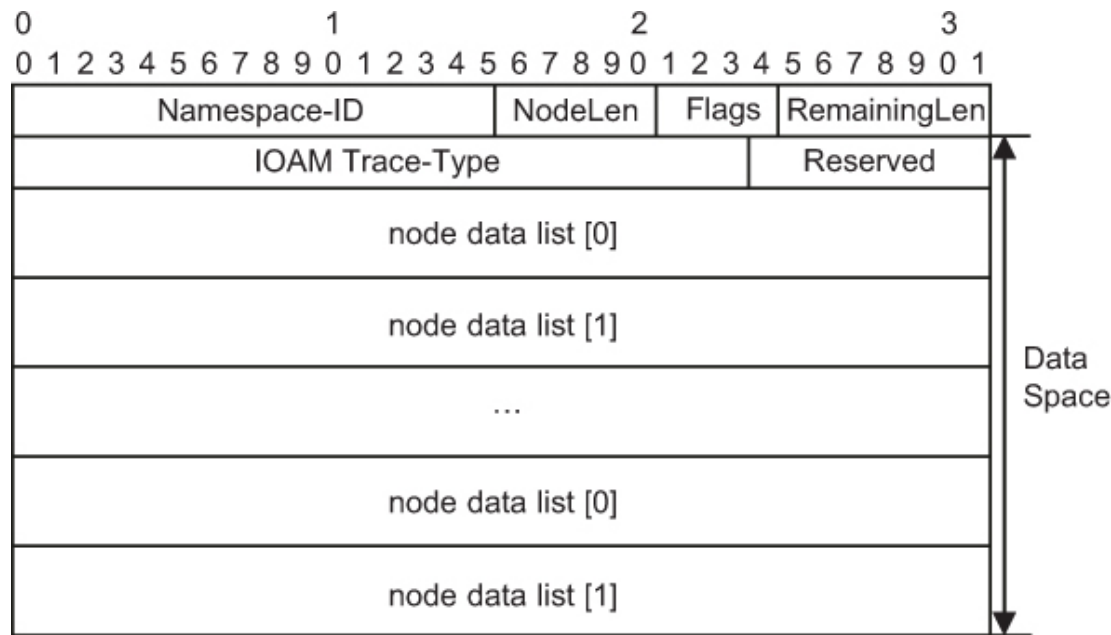 0 1 2 3
0 1 2 3 4 5 6 7 8 9 0 1 2 3 4 5 6 7 8 9 0 1 2 3 4 5 6 7 8 9 0 1
Namespace-ID NodeLen Flags RemainingLen
IOAM Trace-Type Reserved
node data list [0]
node data list [1]
Data
Space
...
node data list [0]
node data list [1]